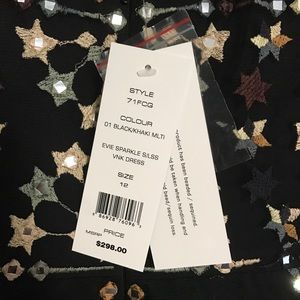 STYLE
71FCG
COLOUR
01 BLACK/KHAKI MLTI
EVIE SPARKLE S/LSS
VNK DRESS
SIZE
12
MSRP PRICE
$298.00
product has been beaded / sequined
be taken when handling and
bead / sequin loss